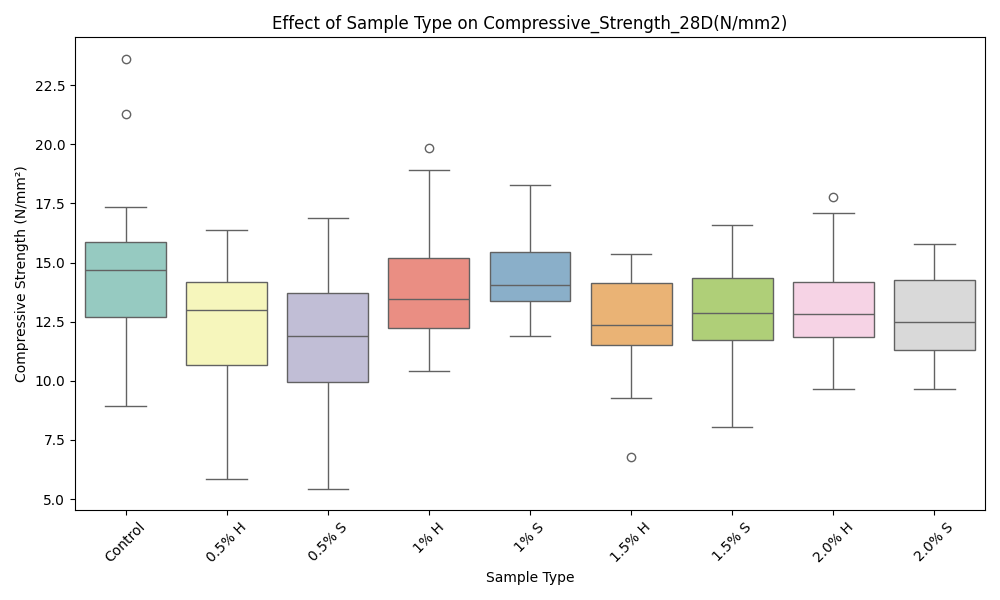 Effect of Sample Type on Compressive_Strength_28D(N/mm2)
Compressive Strength (N/mm²)
22.5
20.0
17.5
15.0
12.5
10.0
7.5
5.0
Control
0.5% H
0.5% S
1% H
1% S
1.5% H
1.5% S
2.0% H
2.0% S
Sample Type